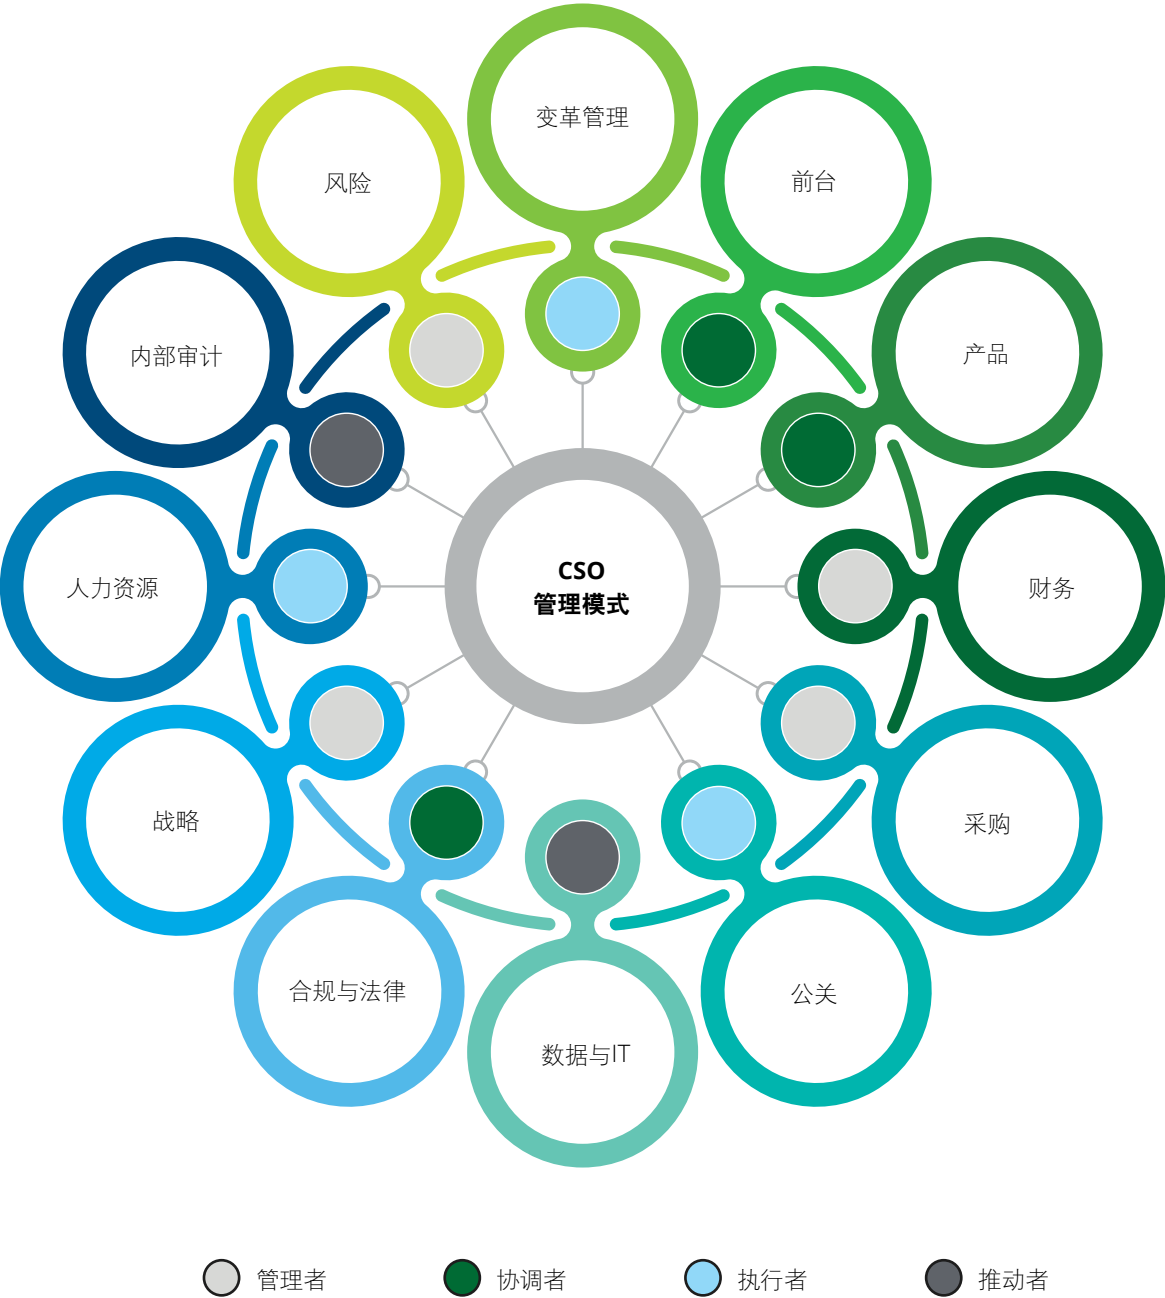 变革管理
风险
前台
内部审计
产品
CSO
管理模式
人力资源
财务
战略
采购
合规与法律
公关
数据与IT
管理者
协调者
执行者
推动者